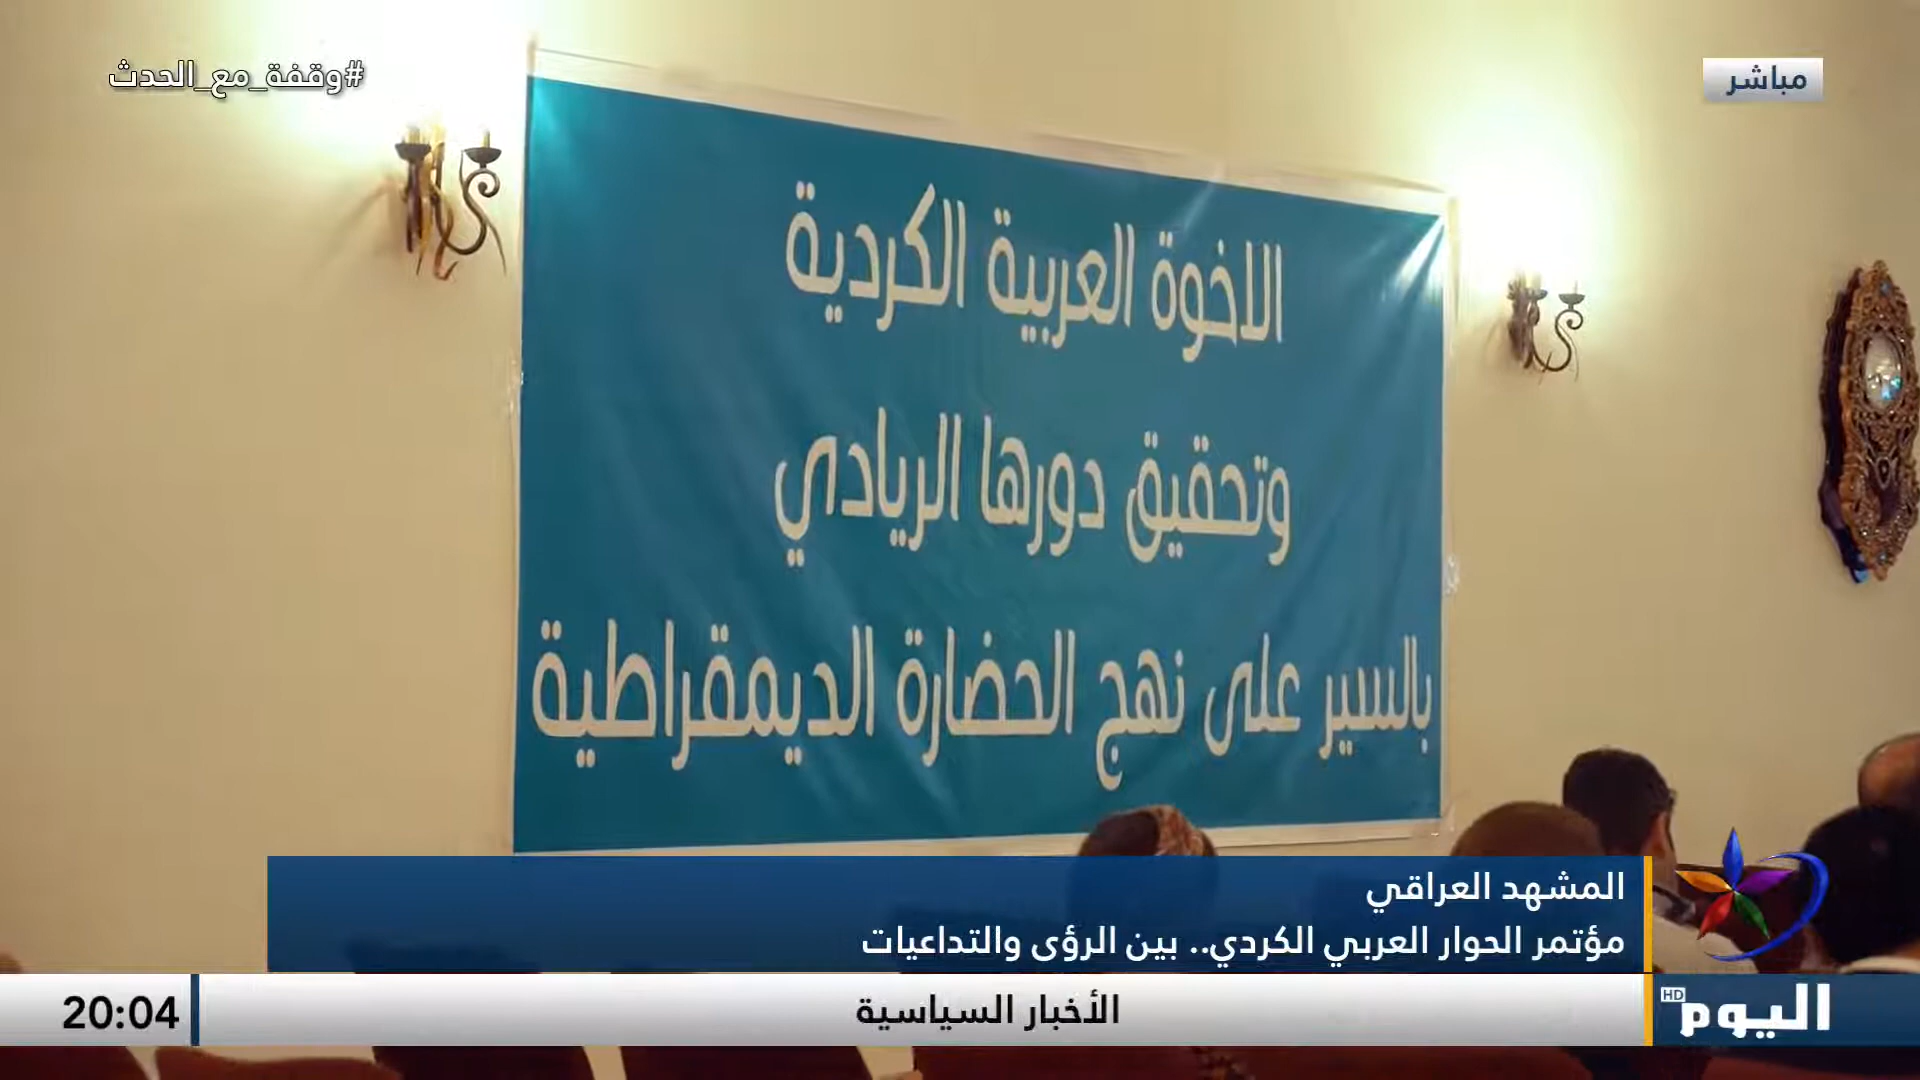 #وقفة_مع_الحدث
مباشر
الاخوة العربية الكردية
وتحقيق دورها الريادي
بالسير على نهج الحضارة الديمقراطية
المشهد العراقي
مؤتمر الحوار العربي الكردي.. بين الرؤى والتداعيات
الأخبار السياسية
20:04
اليوم HD